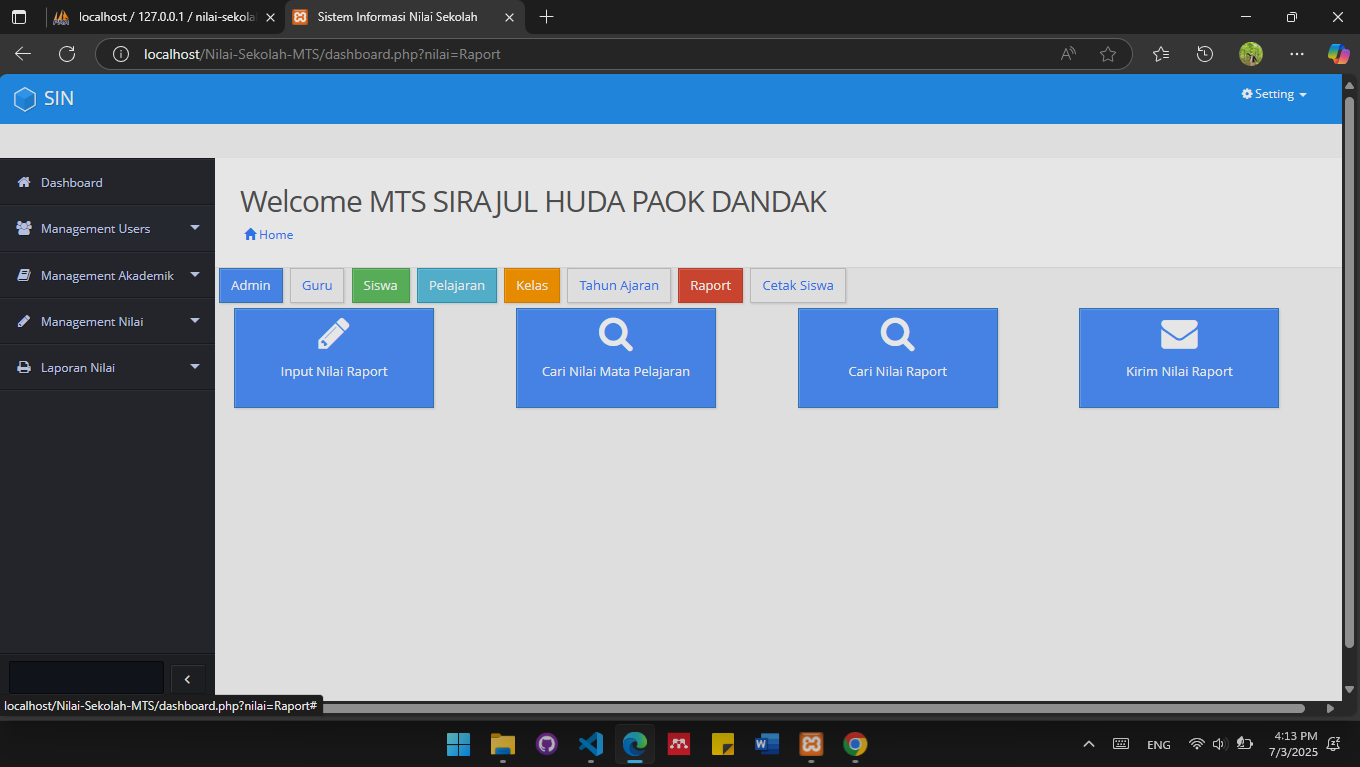 localhost / 127.0.0.1 / nilai-sekola
Sistem Informasi Nilai Sekolah
localhost/Nilai-Sekolah-MTS/dashboard.php?nilai=Raport
SIN
Setting
Dashboard
Management Users
Management Akademik
Management Nilai
Laporan Nilai
Welcome MTS SIRAJUL HUDA PAOK DANDAK
Home
Admin Guru Siswa Pelajaran Kelas Tahun Ajaran Raport Cetak Siswa
Input Nilai Raport Cari Nilai Mata Pelajaran Cari Nilai Raport Kirim Nilai Raport
localhost/Nilai-Sekolah-MTS/dashboard.php?nilai=Raport#
ENG
4:13 PM
7/3/2025